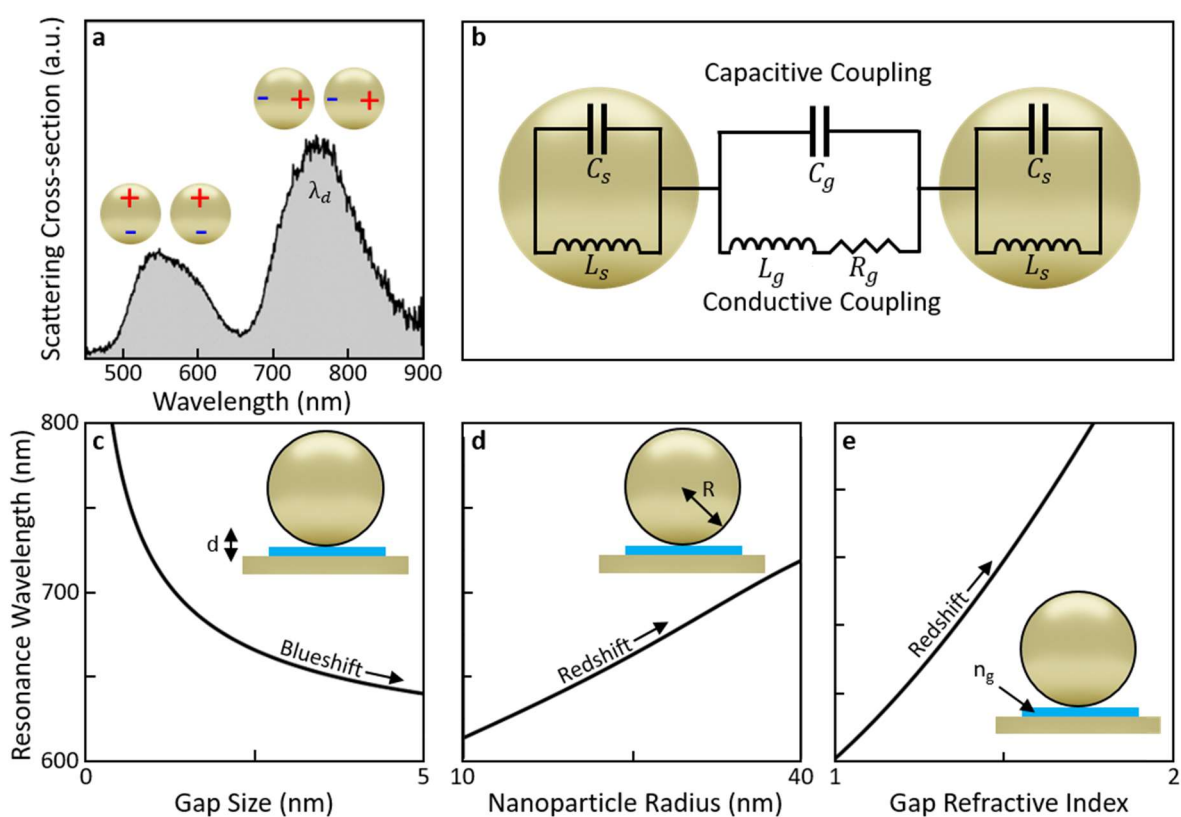 a
Scattering Cross-section (a.u.)
- + - +
+ +
- -
λd
500 600 700 800 900
Wavelength (nm)
b
Capacitive Coupling
Cs
Cg
Cs
Ls
Lg
Rg
Ls
Conductive Coupling
Resonance Wavelength (nm)
800
700
600
c
d
Blueshift
0 5
Gap Size (nm)
d
R
Redshift
10 40
Nanoparticle Radius (nm)
e
Redshift
ng
1 2
Gap Refractive Index